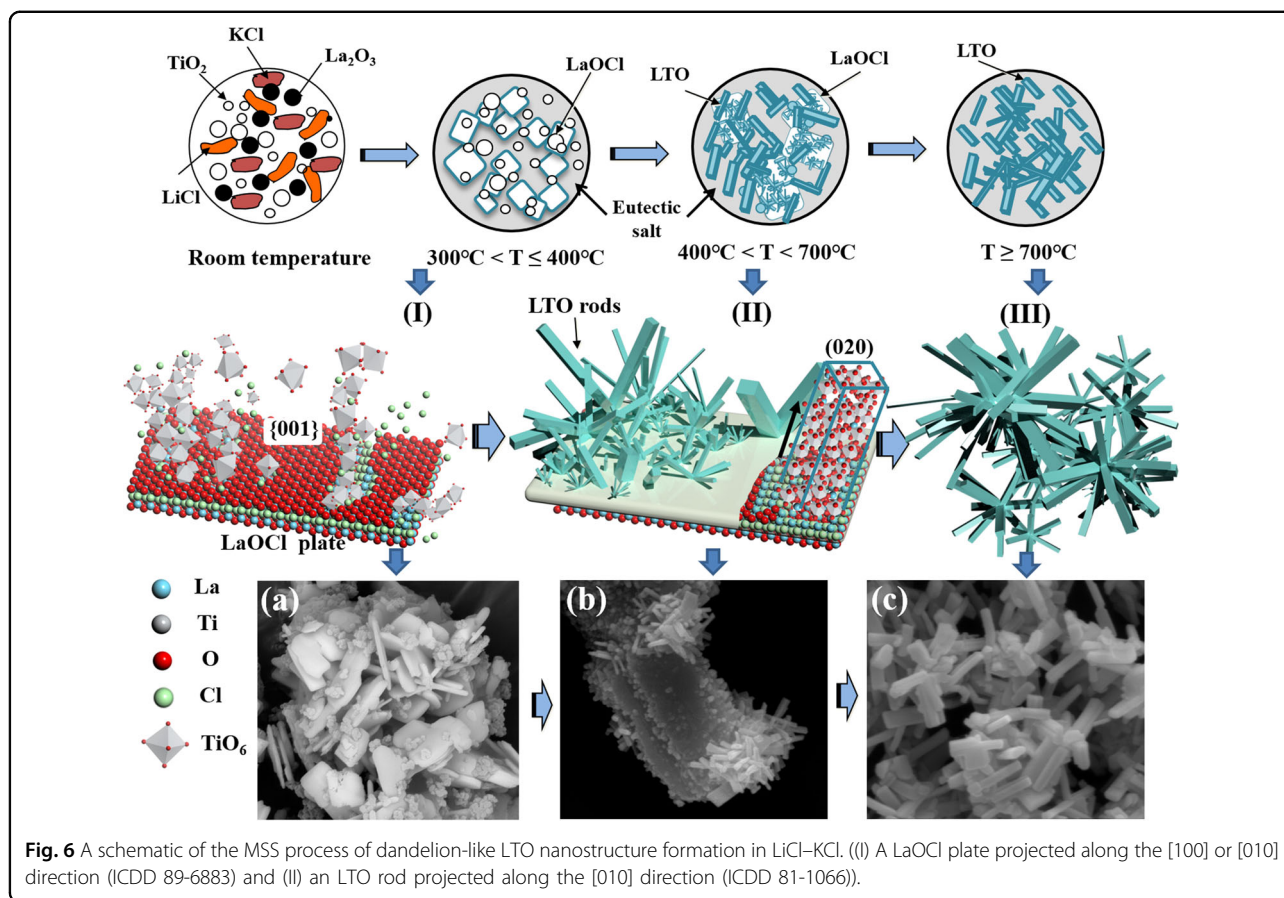 KCl
La2O3
TiO2
LiCl
LaOCl
LTO
LaOCl
LTO
Eutectic
salt
Room temperature
300°C < T ≤ 400°C
400°C < T < 700°C
T ≥ 700°C
(I)
(II)
(III)
LTO rods
(020)
{001}
LaOCl plate
La
Ti
O
Cl
TiO6
(a)
(b)
(c)
Fig. 6 A schematic of the MSS process of dandelion-like LTO nanostructure formation in LiCl–KCl. ((I) A LaOCl plate projected along the [100] or [010]
direction (ICDD 89-6883) and (II) an LTO rod projected along the [010] direction (ICDD 81-1066)).